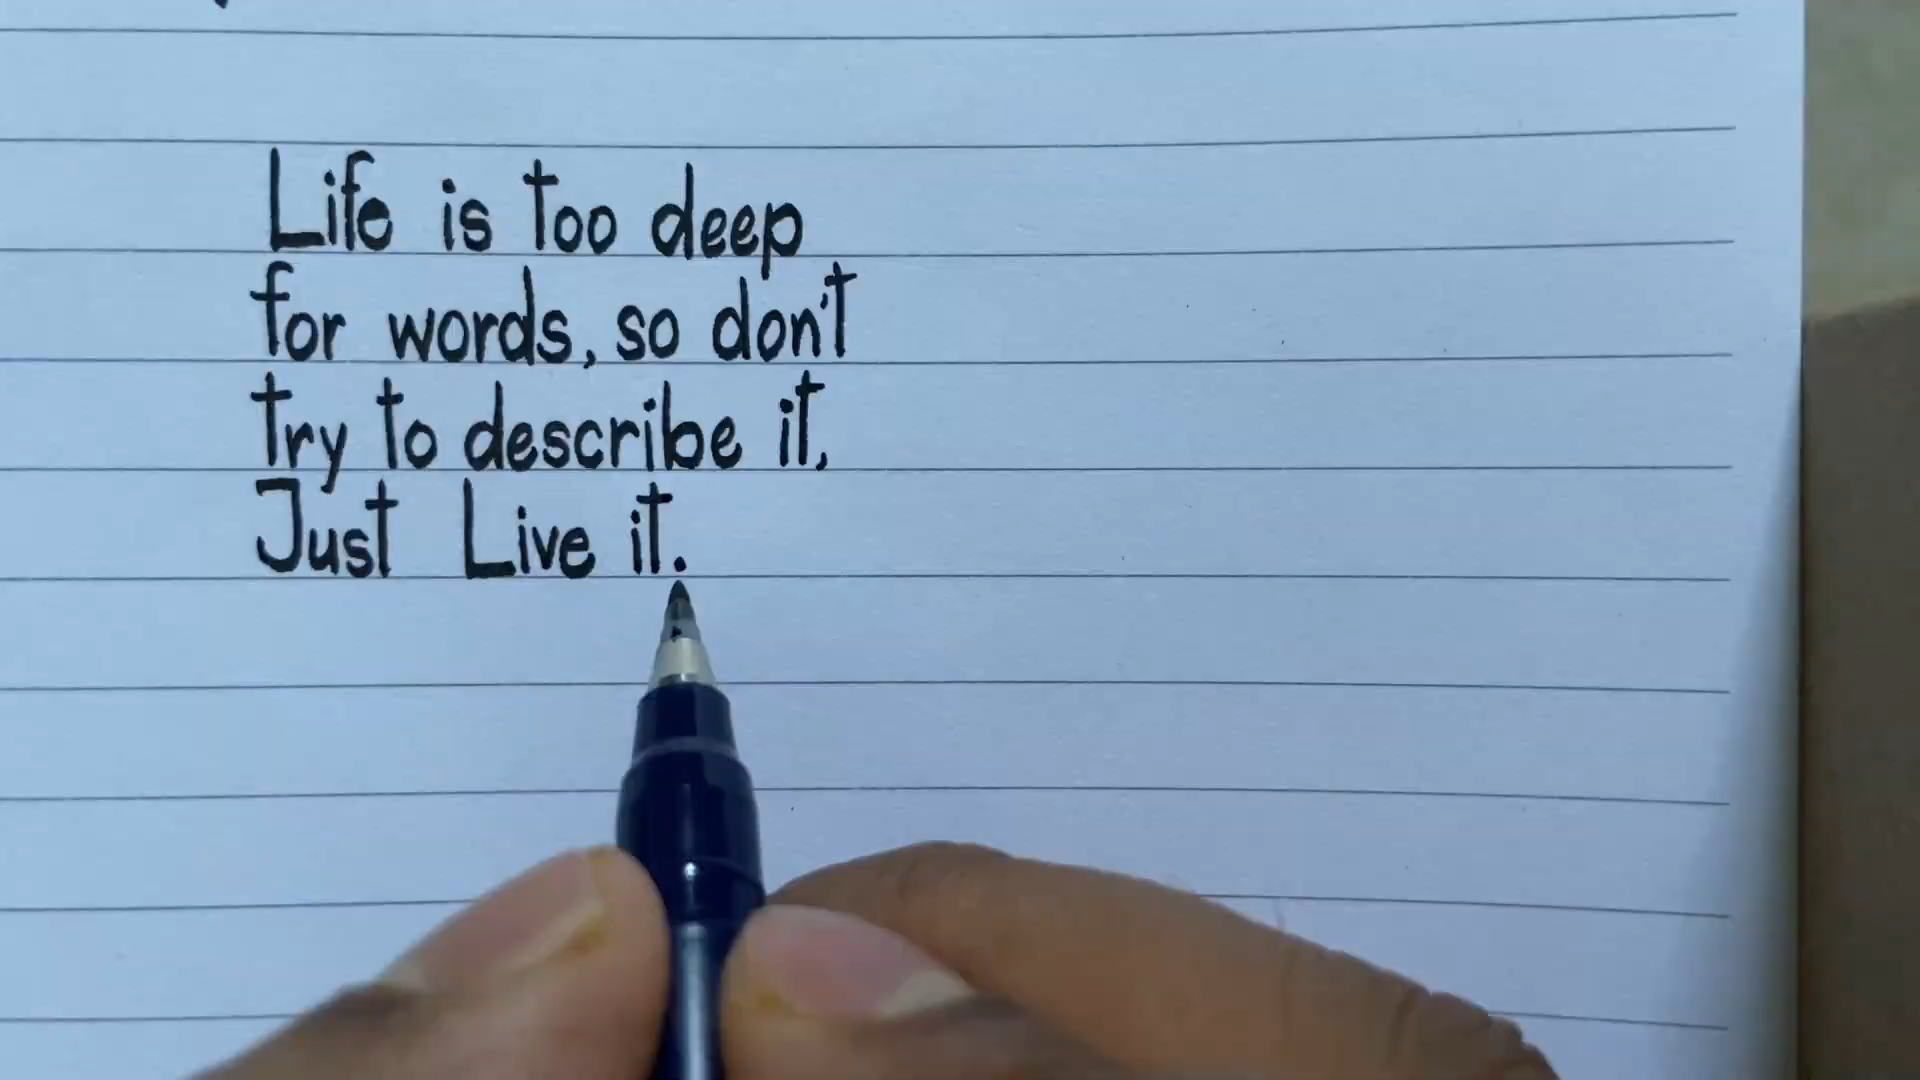 Life is too deep
for words, so don't
try to describe it,
Just Live it.